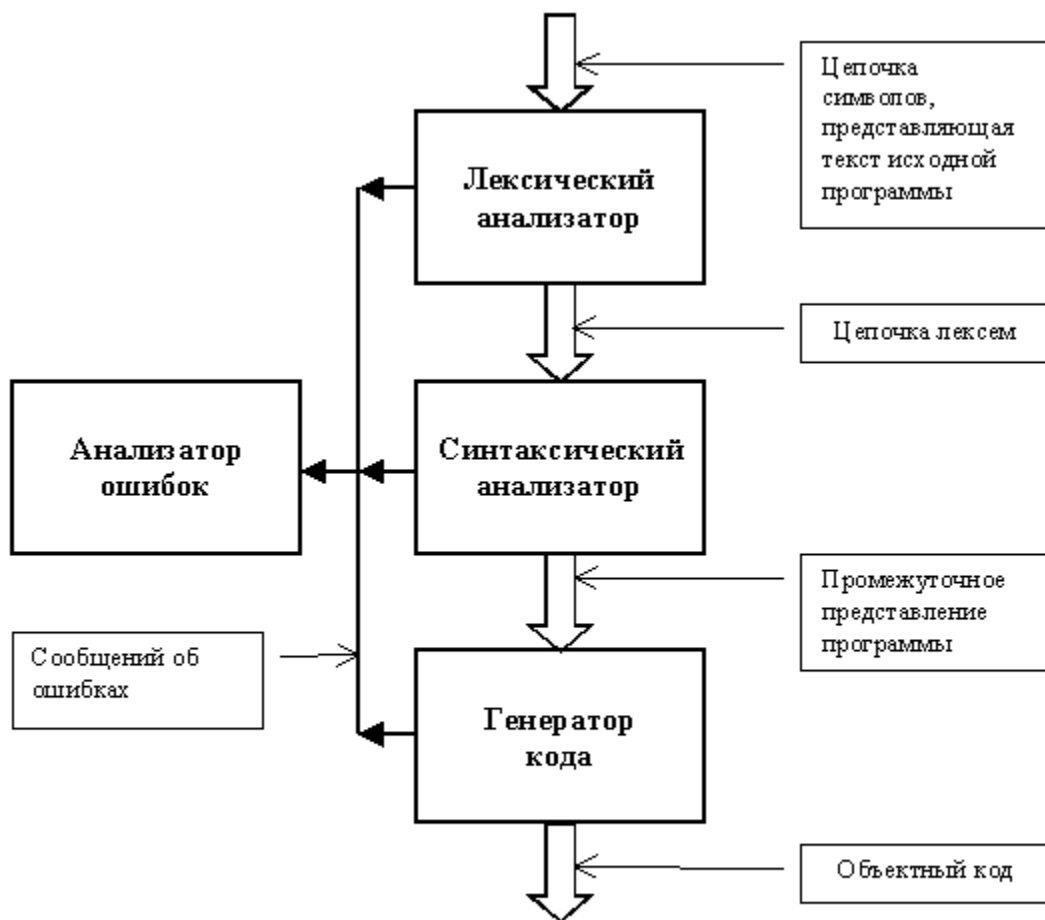 Цепочка
символов,
представляющая
текст исходной
программы
Лексический
анализатор
Цепочка лексем
Анализатор
ошибок
Синтаксический
анализатор
Промежуточное
представление
программы
Сообщений об
ошибках
Генератор
кода
Объектный код